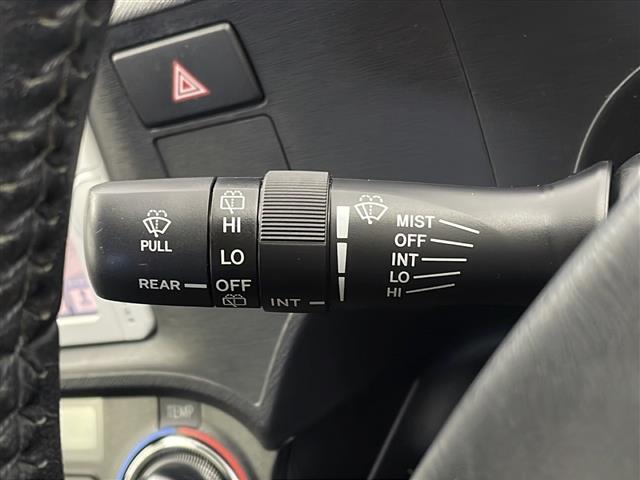 PULL
REAR
HI
LO
OFF
INT
MIST
OFF
INT
LO
HI
TEMP